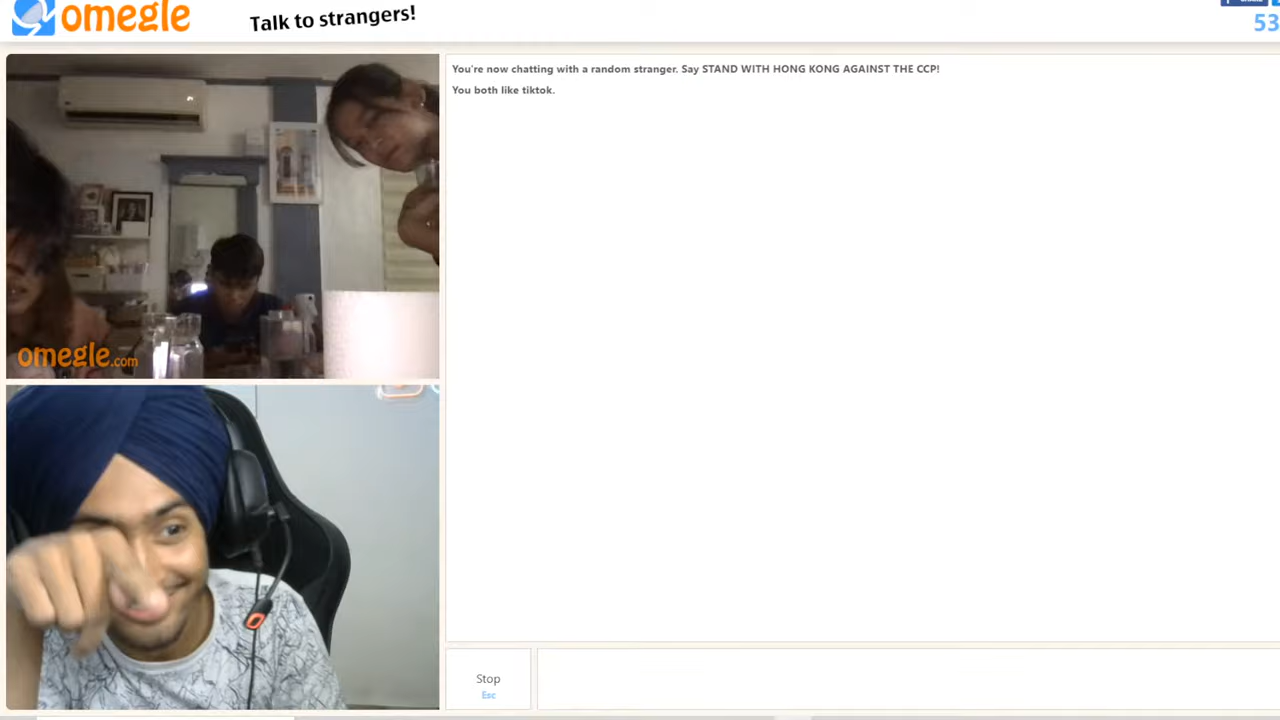 omegle
Talk to strangers!
53
You're now chatting with a random stranger. Say STAND WITH HONG KONG AGAINST THE CCP!
You both like tiktok.
omegle.com
Stop
Esc